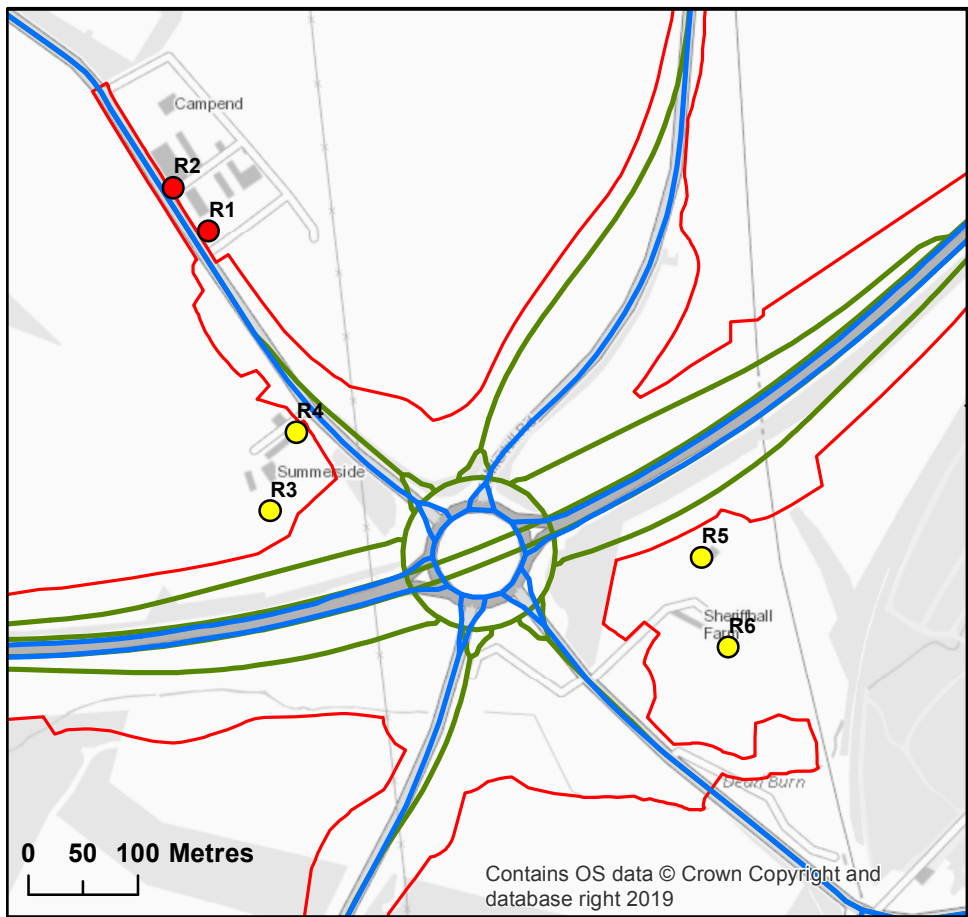 Campend
R2
R1
R4
Summerside
R3
R5
Sheriffhall
Farm
R6
Dean Burn
0 50 100 Metres
Contains OS data © Crown Copyright and
database right 2019